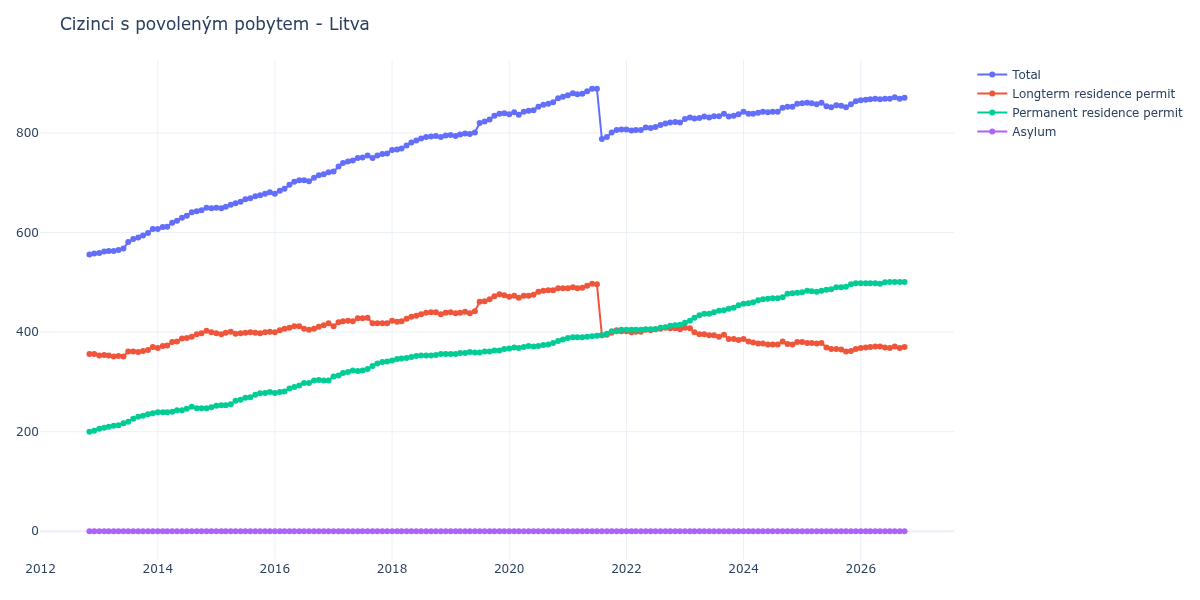 Cizinci s povoleným pobytem - Litva
Total
Longterm residence permit
Permanent residence permit
Asylum
800
600
400
200
0
2012
2014
2016
2018
2020
2022
2024
2026